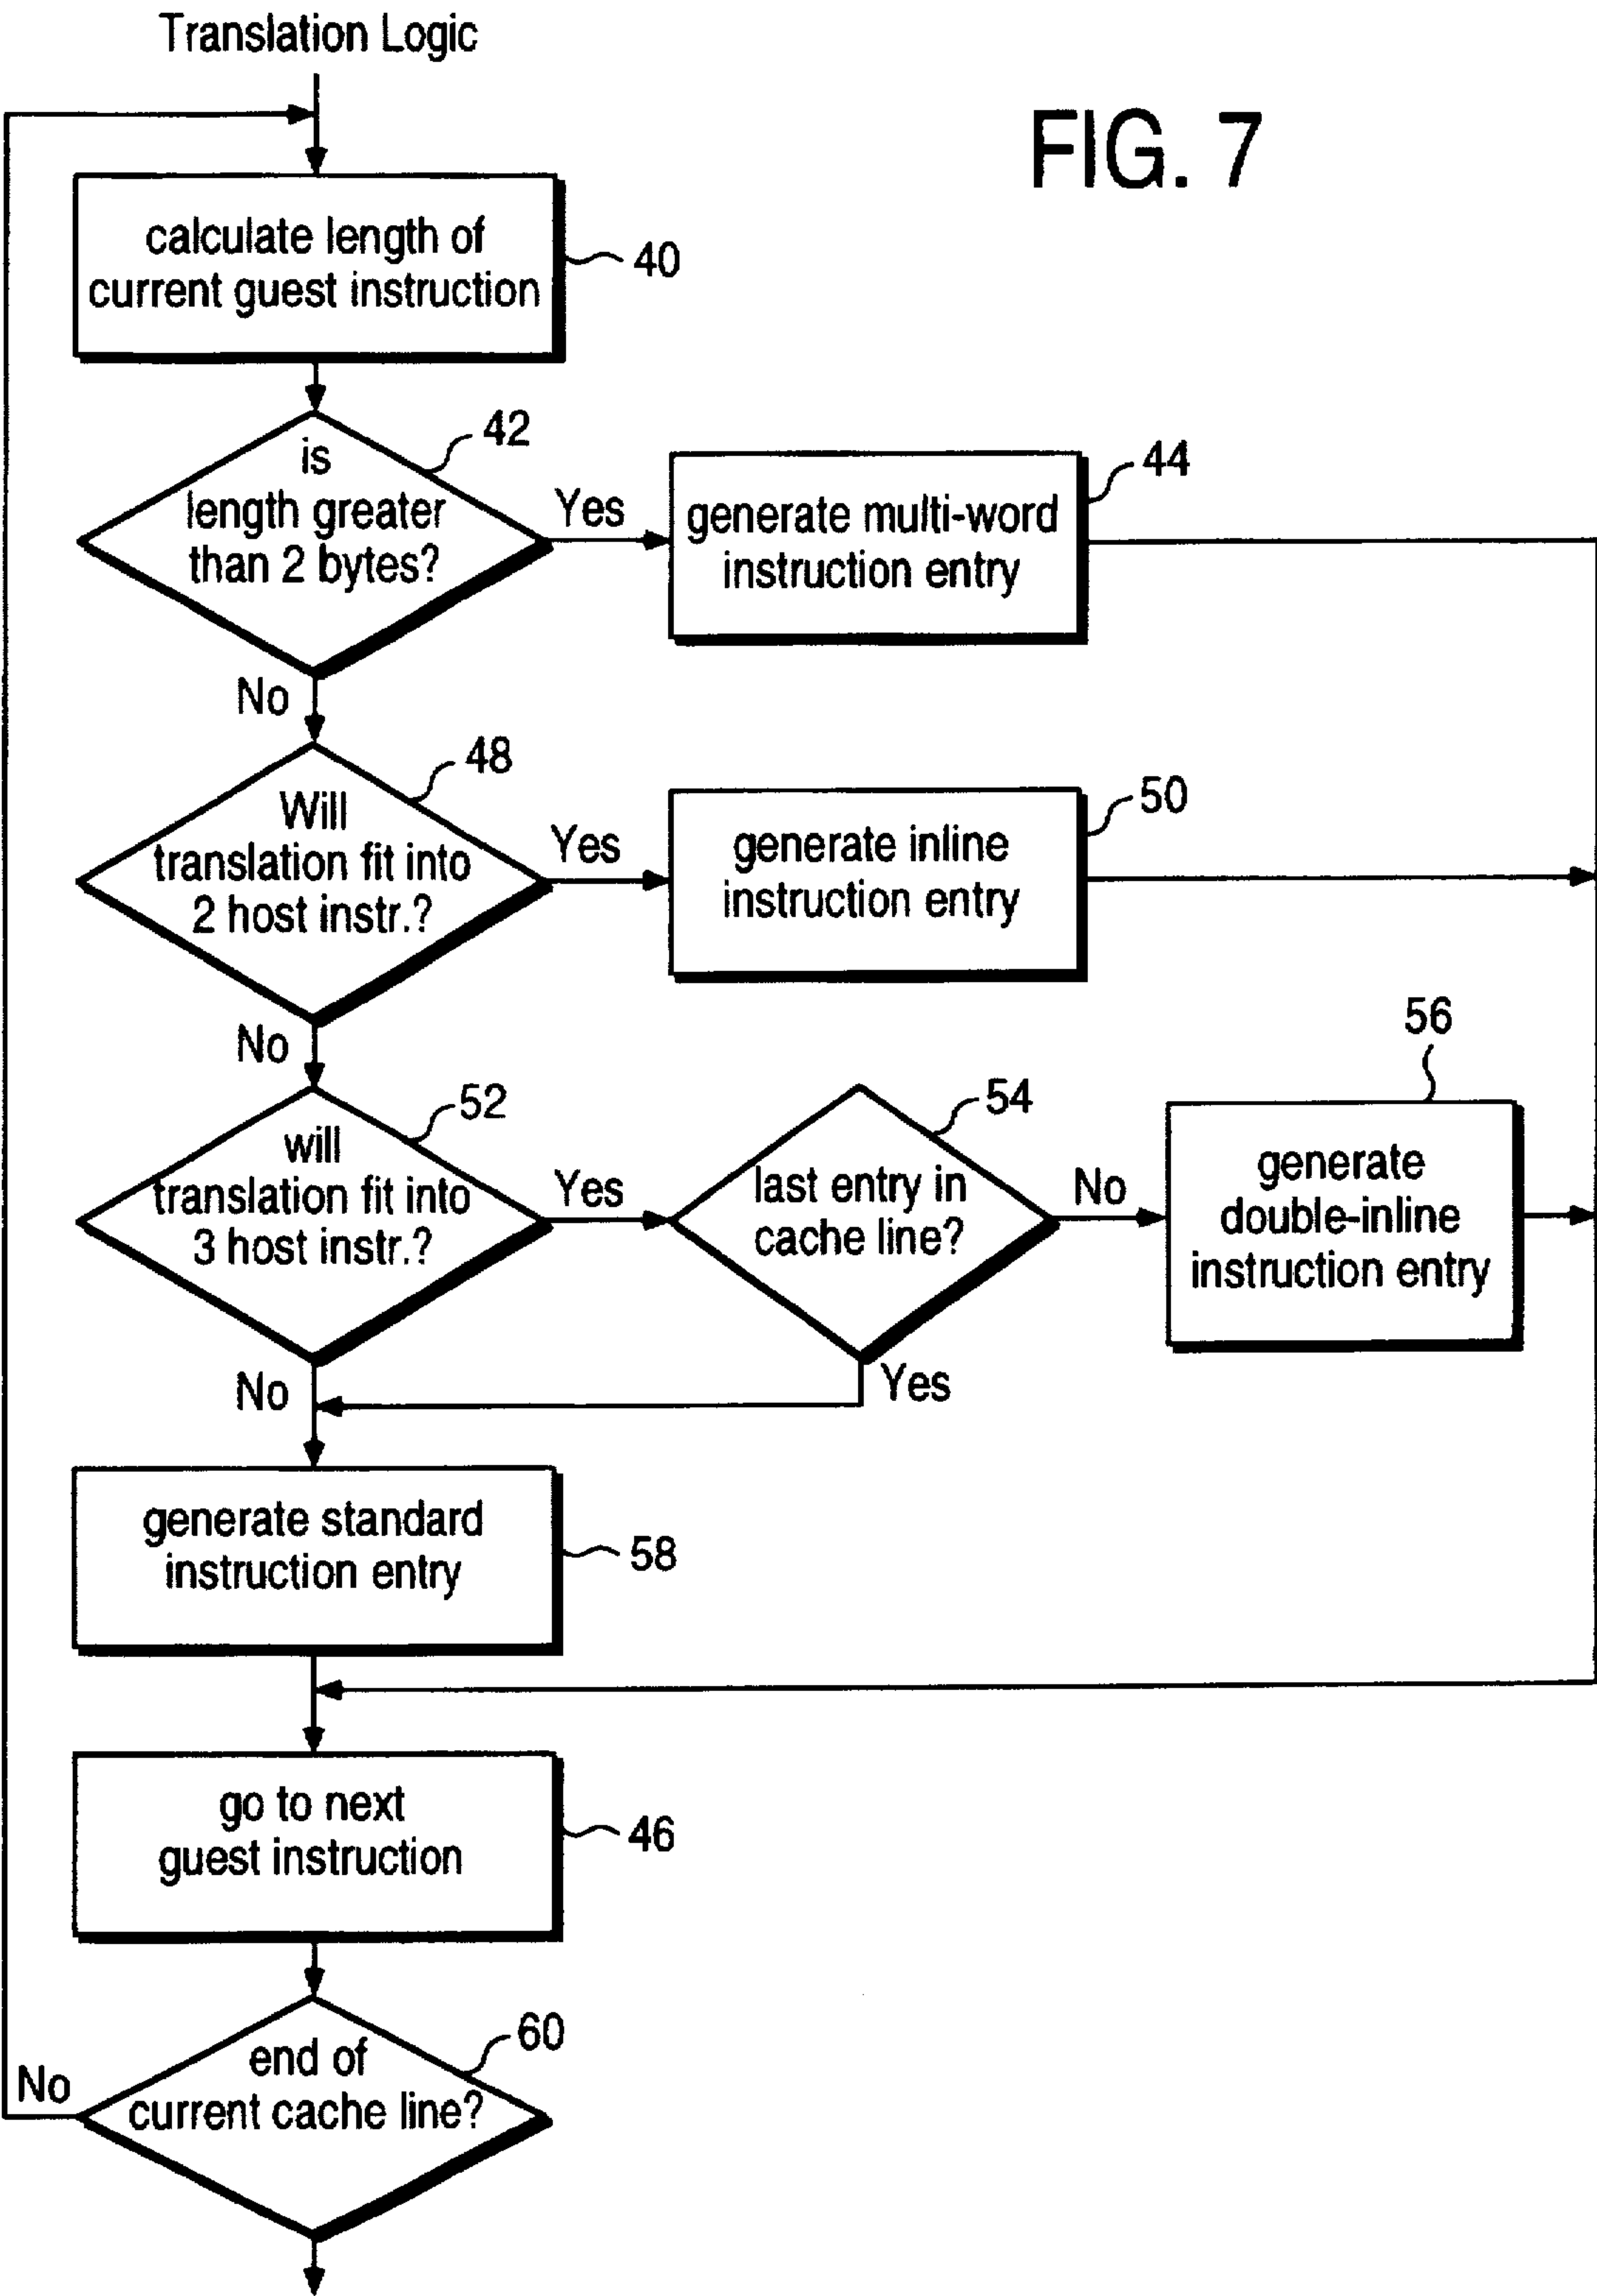 Translation Logic
FIG. 7
calculate length of
current guest instruction
40
is
length greater
than 2 bytes?
42
Yes
generate multi-word
instruction entry
44
No
Will
translation fit into
2 host instr.?
48
Yes
generate inline
instruction entry
50
No
will
translation fit into
3 host instr.?
52
Yes
last entry in
cache line?
54
No
generate
double-inline
instruction entry
56
No
Yes
generate standard
instruction entry
58
go to next
guest instruction
46
end of
current cache line?
60
No